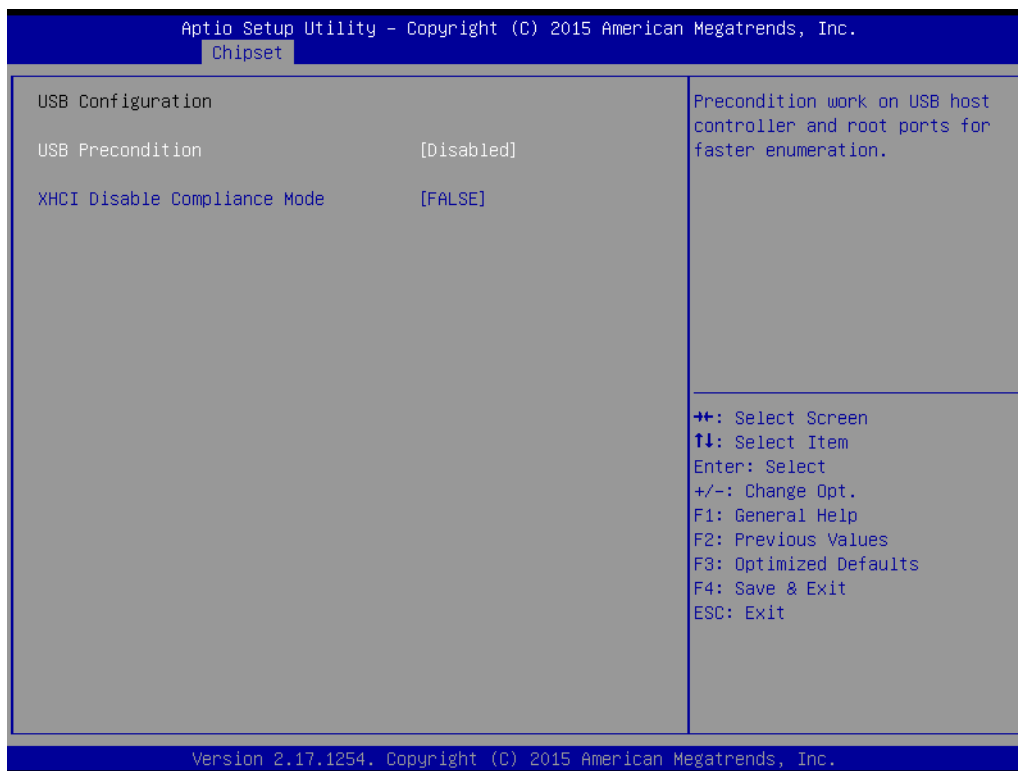 Aptio Setup Utility – Copyright (C) 2015 American Megatrends, Inc.
Chipset
USB Configuration
USB Precondition [Disabled]
XHCI Disable Compliance Mode [FALSE]
Precondition work on USB host
controller and root ports for
faster enumeration.
→←: Select Screen
↑↓: Select Item
Enter: Select
+/-: Change Opt.
F1: General Help
F2: Previous Values
F3: Optimized Defaults
F4: Save & Exit
ESC: Exit
Version 2.17.1254. Copyright (C) 2015 American Megatrends, Inc.